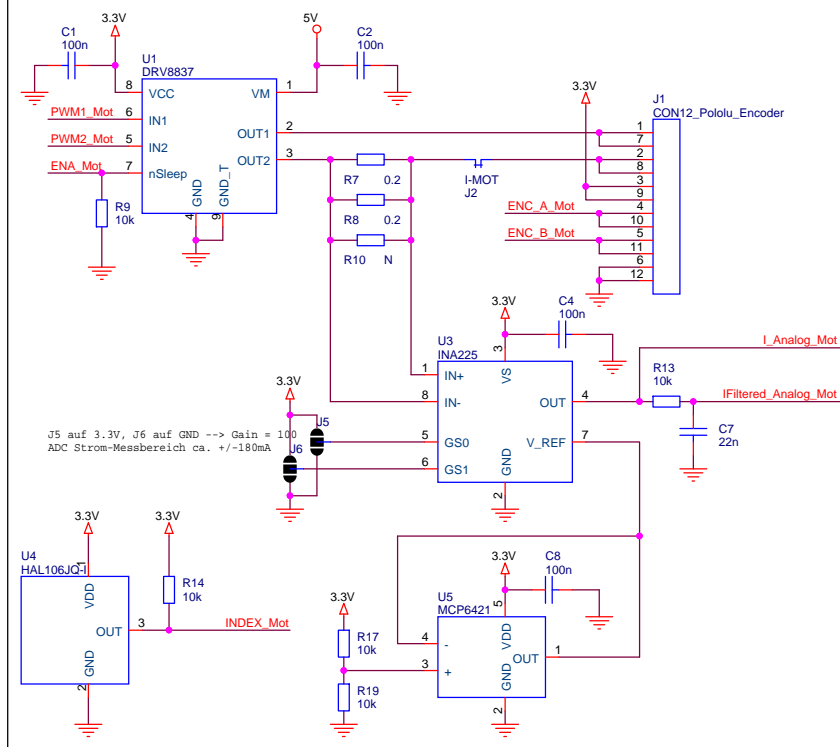 3.3V
5V
C1
100n
C2
100n
U1
DRV8837
8
VCC
VM
1
PWM1_Mot
6
IN1
OUT1
2
PWM2_Mot
5
IN2
OUT2
3
ENA_Mot
7
nSleep
GND
GND_T
4
9
R9
10k
R7 0.2
R8 0.2
R10 N
I-MOT
J2
3.3V
J1
CON12_Pololu_Encoder
1
7
2
8
3
9
ENC_A_Mot
4
10
ENC_B_Mot
5
11
6
12
3.3V
C4
100n
U3
INA225
3
VS
1
IN+
8
IN-
OUT
4
5
GS0
V_REF
7
6
GS1
GND
2
I_Analog_Mot
R13
10k
IFiltered_Analog_Mot
C7
22n
3.3V
J5
J5 auf 3.3V, J6 auf GND --> Gain = 100
ADC Strom-Messbereich ca. +/-180mA
J6
3.3V
3.3V
U4
HAL106JQ-I
1
VDD
OUT
3
GND
2
R14
10k
INDEX_Mot
3.3V
R17
10k
R19
10k
3.3V
C8
100n
U5
MCP6421
5
VDD
4
-
3
+
OUT
1
GND
2